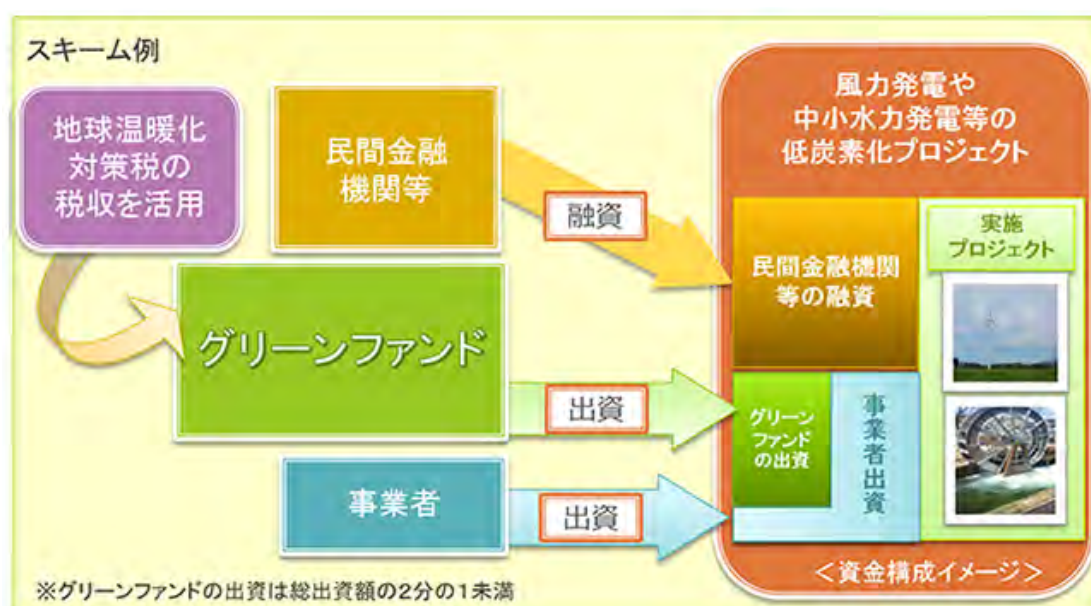 スキーム例
地球温暖化
対策税の
税収を活用
民間金融
機関等
融資
グリーンファンド
出資
事業者
出資
※グリーンファンドの出資は総出資額の2分の1未満
風力発電や
中小水力発電等の
低炭素化プロジェクト
民間金融機関
等の融資
グリーン
ファンド
の出資
事業者出資
実施
プロジェクト
＜資金構成イメージ＞